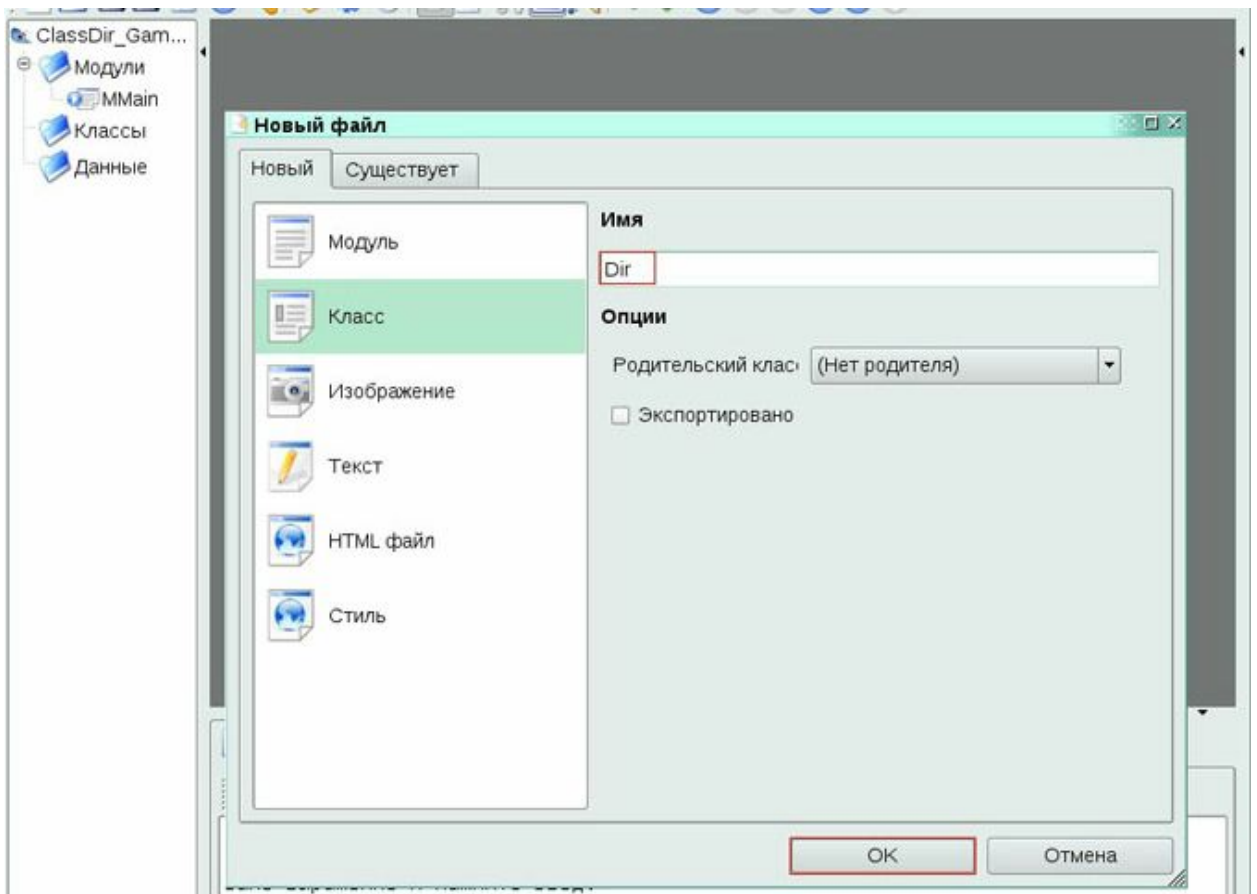 ClassDir_Gam...
Модули
MMain
Классы
Данные
Новый файл
Новый
Существует
Модуль
Класс
Изображение
Текст
HTML файл
Стиль
Имя
Dir
Опции
Родительский клас
(Нет родителя)
Экспортировано
OK
Отмена